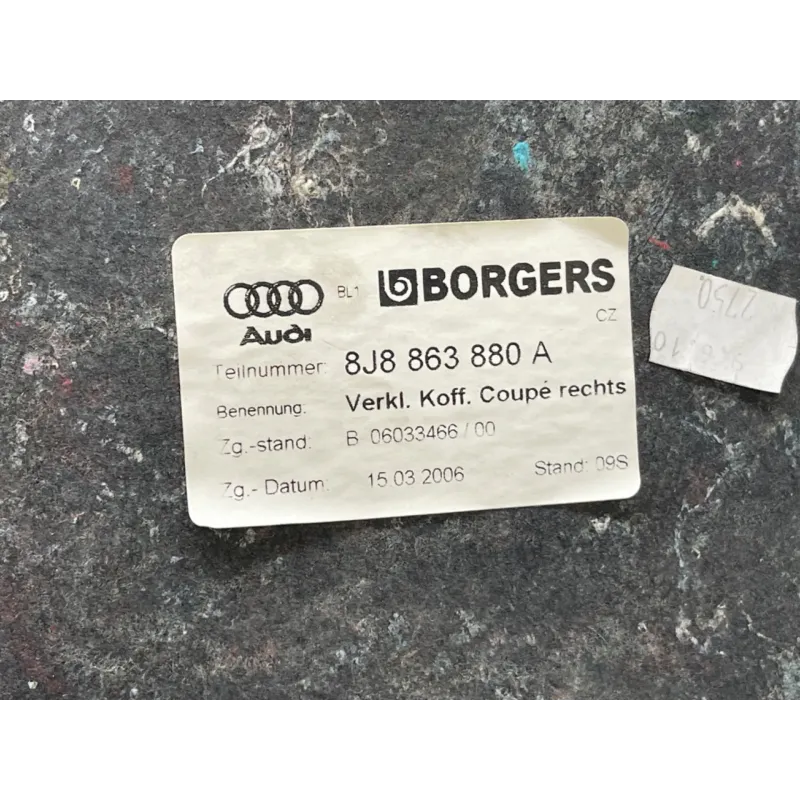 Audi BL1 BORGERS
CZ
Teilnummer: 8J8 863 880 A
Benennung: Verkl. Koff. Coupé rechts
Zg.-stand: B 06033466/00
Zg.- Datum: 15.03.2006 Stand: 09S
2750